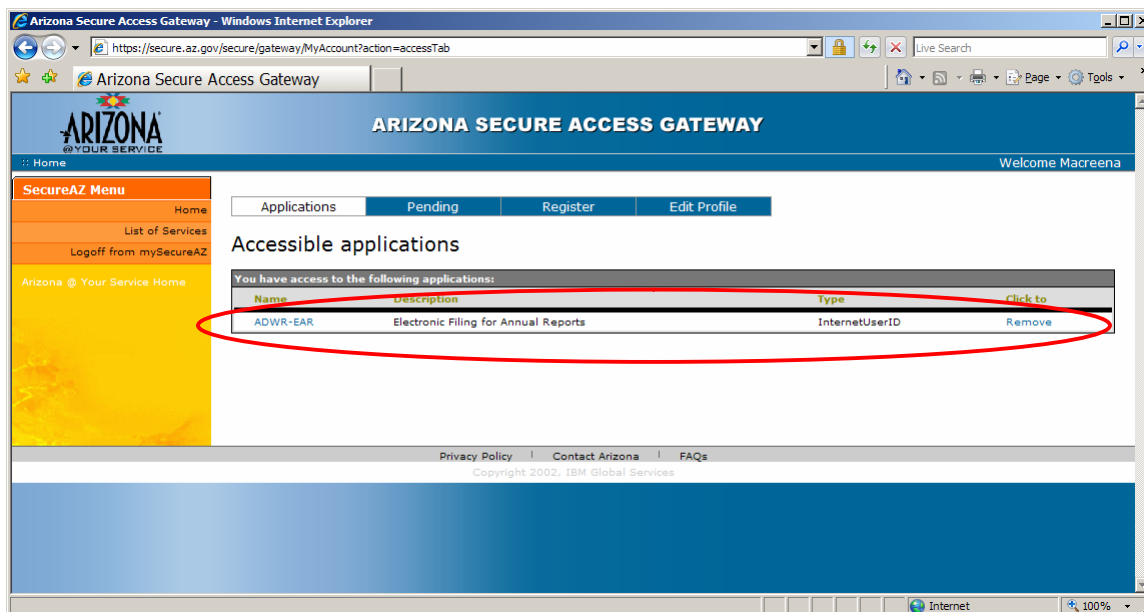 Arizona Secure Access Gateway - Windows Internet Explorer
https://secure.az.gov/secure/gateway/MyAccount?action=accessTab
Live Search
Arizona Secure Access Gateway
Page
Tools
ARIZONA
@YOUR SERVICE
ARIZONA SECURE ACCESS GATEWAY
:: Home
Welcome Macreena
SecureAZ Menu
Home
List of Services
Logoff from mySecureAZ
Arizona @ Your Service Home
Applications Pending Register Edit Profile
Accessible applications
You have access to the following applications:
Name Description Type Click to
ADWR-EAR Electronic Filing for Annual Reports InternetUserID Remove
Privacy Policy | Contact Arizona | FAQs
Copyright 2002, IBM Global Services
Internet 100%